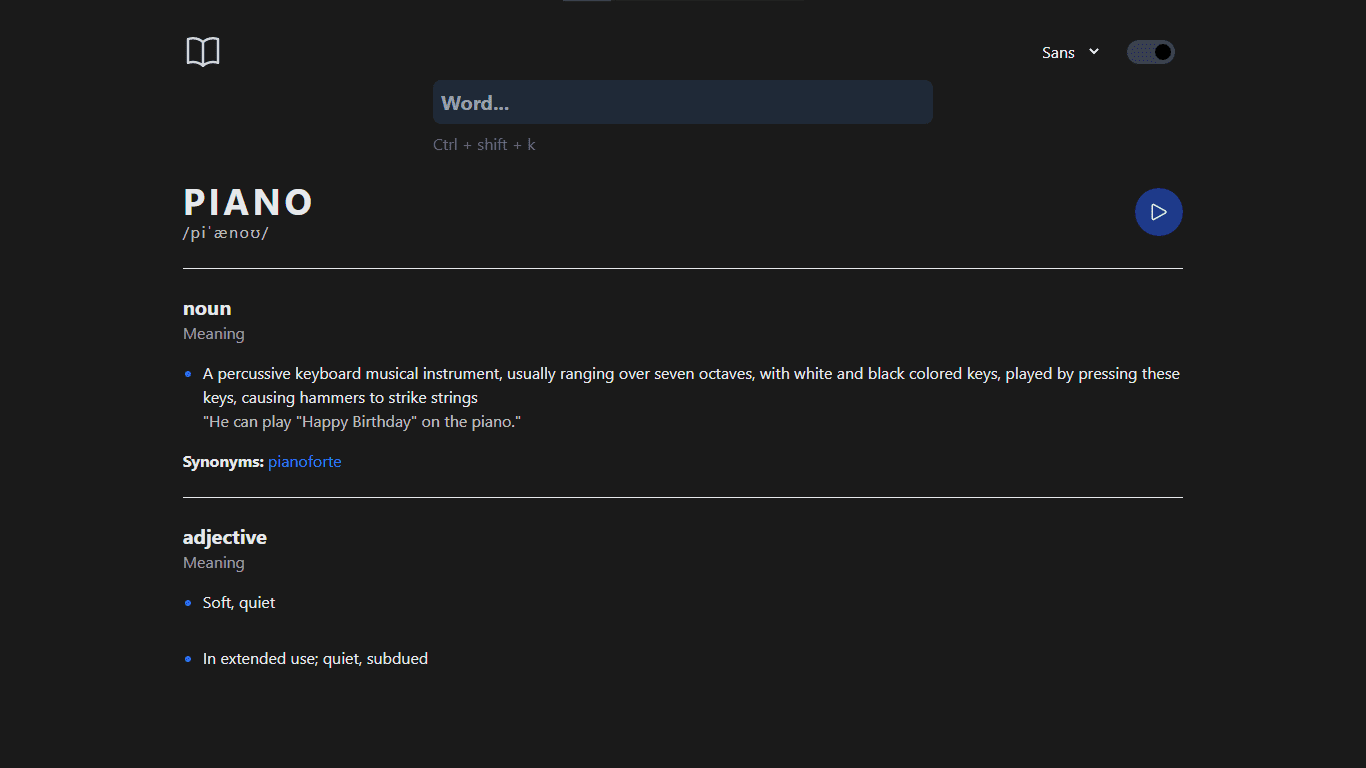 Sans
Word...
Ctrl + shift + k
PIANO
/piˈænoʊ/
noun
Meaning
A percussive keyboard musical instrument, usually ranging over seven octaves, with white and black colored keys, played by pressing these
keys, causing hammers to strike strings
"He can play "Happy Birthday" on the piano."
Synonyms: pianoforte
adjective
Meaning
Soft, quiet
In extended use; quiet, subdued